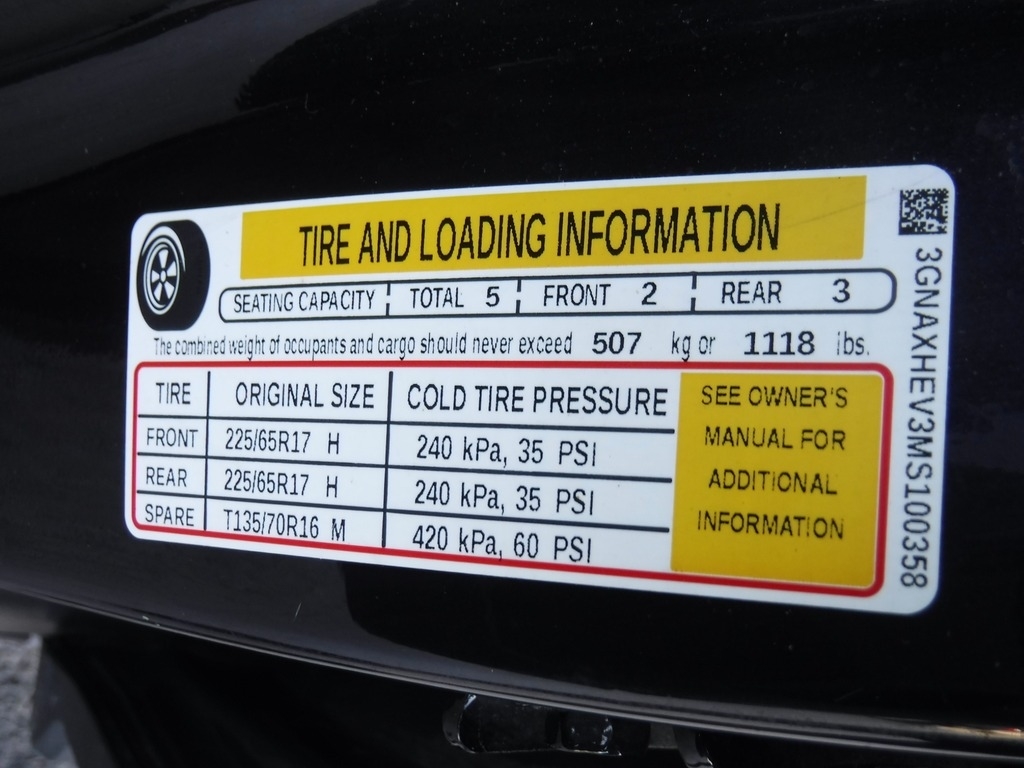 TIRE AND LOADING INFORMATION
SEATING CAPACITY TOTAL 5 FRONT 2 REAR 3
The combined weight of occupants and cargo should never exceed 507 kg or 1118 lbs.
TIRE ORIGINAL SIZE COLD TIRE PRESSURE
FRONT 225/65R17 H 240 kPa, 35 PSI
REAR 225/65R17 H 240 kPa, 35 PSI
SPARE T135/70R16 M 420 kPa, 60 PSI
SEE OWNER'S
MANUAL FOR
ADDITIONAL
INFORMATION
3GNAXHEV3MS100358